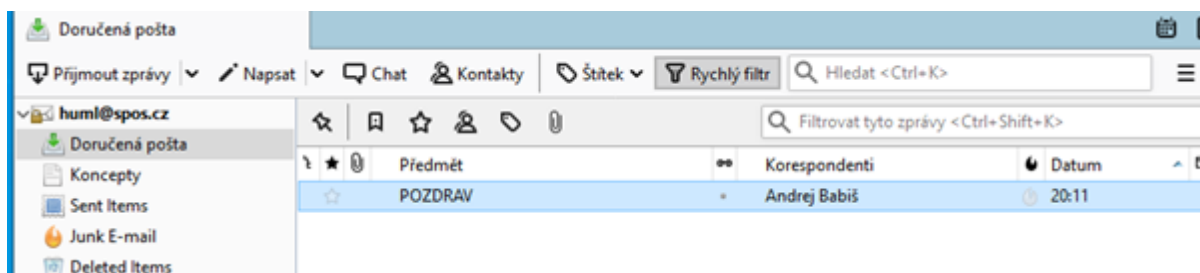 Doručená pošta
Přijmout zprávy Napsat Chat Kontakty Štítek Rychlý filtr Hledat <Ctrl+K>
huml@spos.cz
Filtrovat tyto zprávy <Ctrl+Shift+K>
Doručená pošta
Koncepty
Sent Items
Junk E-mail
Deleted Items
Předmět Korespondenti Datum
POZDRAV Andrej Babiš 20:11